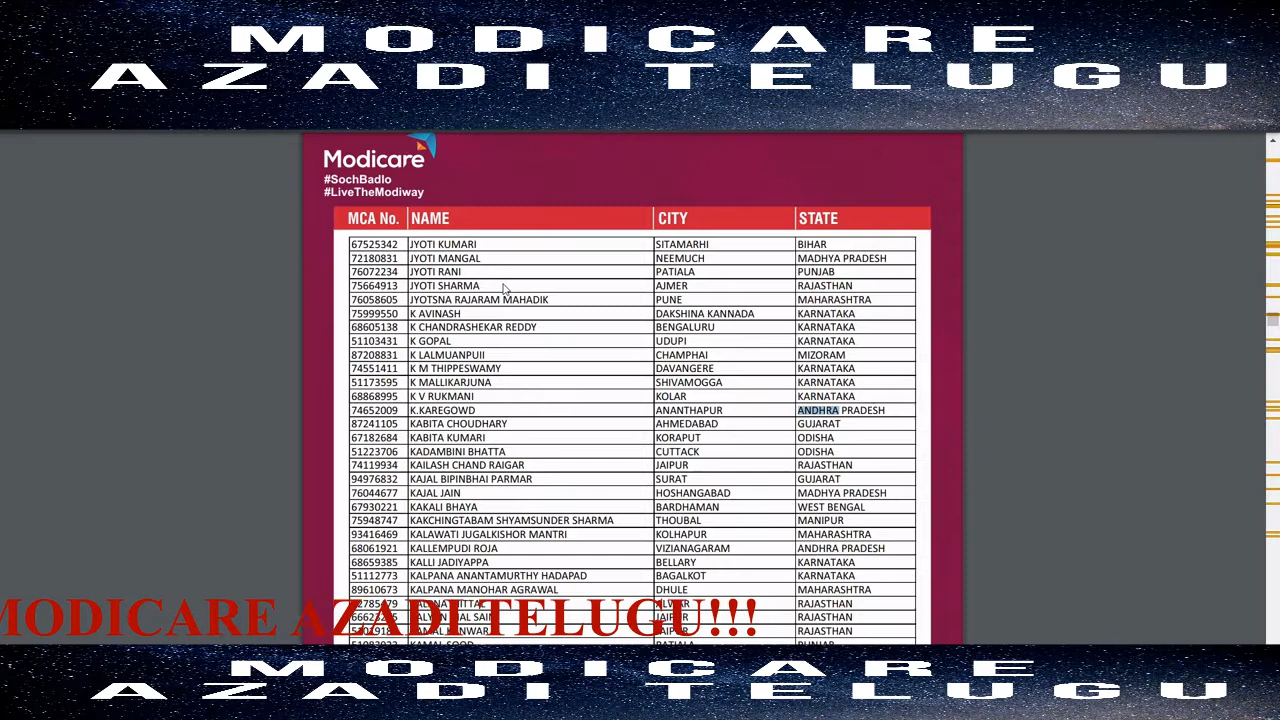 MODICARE
AZADI TELUGU
Modicare
#SochBadlo
#LiveTheModiway
MCA No. NAME CITY STATE
67525342 JYOTI KUMARI SITAMARHI BIHAR
72180831 JYOTI MANGAL NEEMUCH MADHYA PRADESH
76072234 JYOTI RANI PATIALA PUNJAB
75664913 JYOTI SHARMA AJMER RAJASTHAN
76058605 JYOTSNA RAJARAM MAHADIK PUNE MAHARASHTRA
75999550 K AVINASH DAKSHINA KANNADA KARNATAKA
68605138 K CHANDRASHEKAR REDDY BENGALURU KARNATAKA
51103431 K GOPAL UDUPI KARNATAKA
87208831 K LALMUANPUII CHAMPHAI MIZORAM
74551411 K M THIPPESWAMY DAVANGERE KARNATAKA
51173595 K MALLIKARJUNA SHIVAMOGGA KARNATAKA
68868995 K V RUKMANI KOLAR KARNATAKA
74652009 K.KAREGOWD ANANTHAPUR ANDHRA PRADESH
87241105 KABITA CHOUDHARY AHMEDABAD GUJARAT
67182684 KABITA KUMARI KORAPUT ODISHA
51223706 KADAMBINI BHATTA CUTTACK ODISHA
74119934 KAILASH CHAND RAIGAR JAIPUR RAJASTHAN
94976832 KAJAL BIPINBHAI PARMAR SURAT GUJARAT
76044677 KAJAL JAIN HOSHANGABAD MADHYA PRADESH
67930221 KAKALI BHAYA BARDHAMAN WEST BENGAL
75948747 KAKCHINGTABAM SHYAMSUNDER SHARMA THOUBAL MANIPUR
93416469 KALAWATI JUGALKISHOR MANTRI KOLHAPUR MAHARASHTRA
68061921 KALLEMPUDI ROJA VIZIANAGARAM ANDHRA PRADESH
68659385 KALLI JADIYAPPA BELLARY KARNATAKA
51112773 KALPANA ANANTAMURTHY HADAPAD BAGALKOT KARNATAKA
89610673 KALPANA MANOHAR AGRAWAL DHULE MAHARASHTRA
RAJASTHAN
RAJASTHAN
RAJASTHAN
MODICARE AZADI TELUGU!!!
MODICARE
AZADI TELUGU